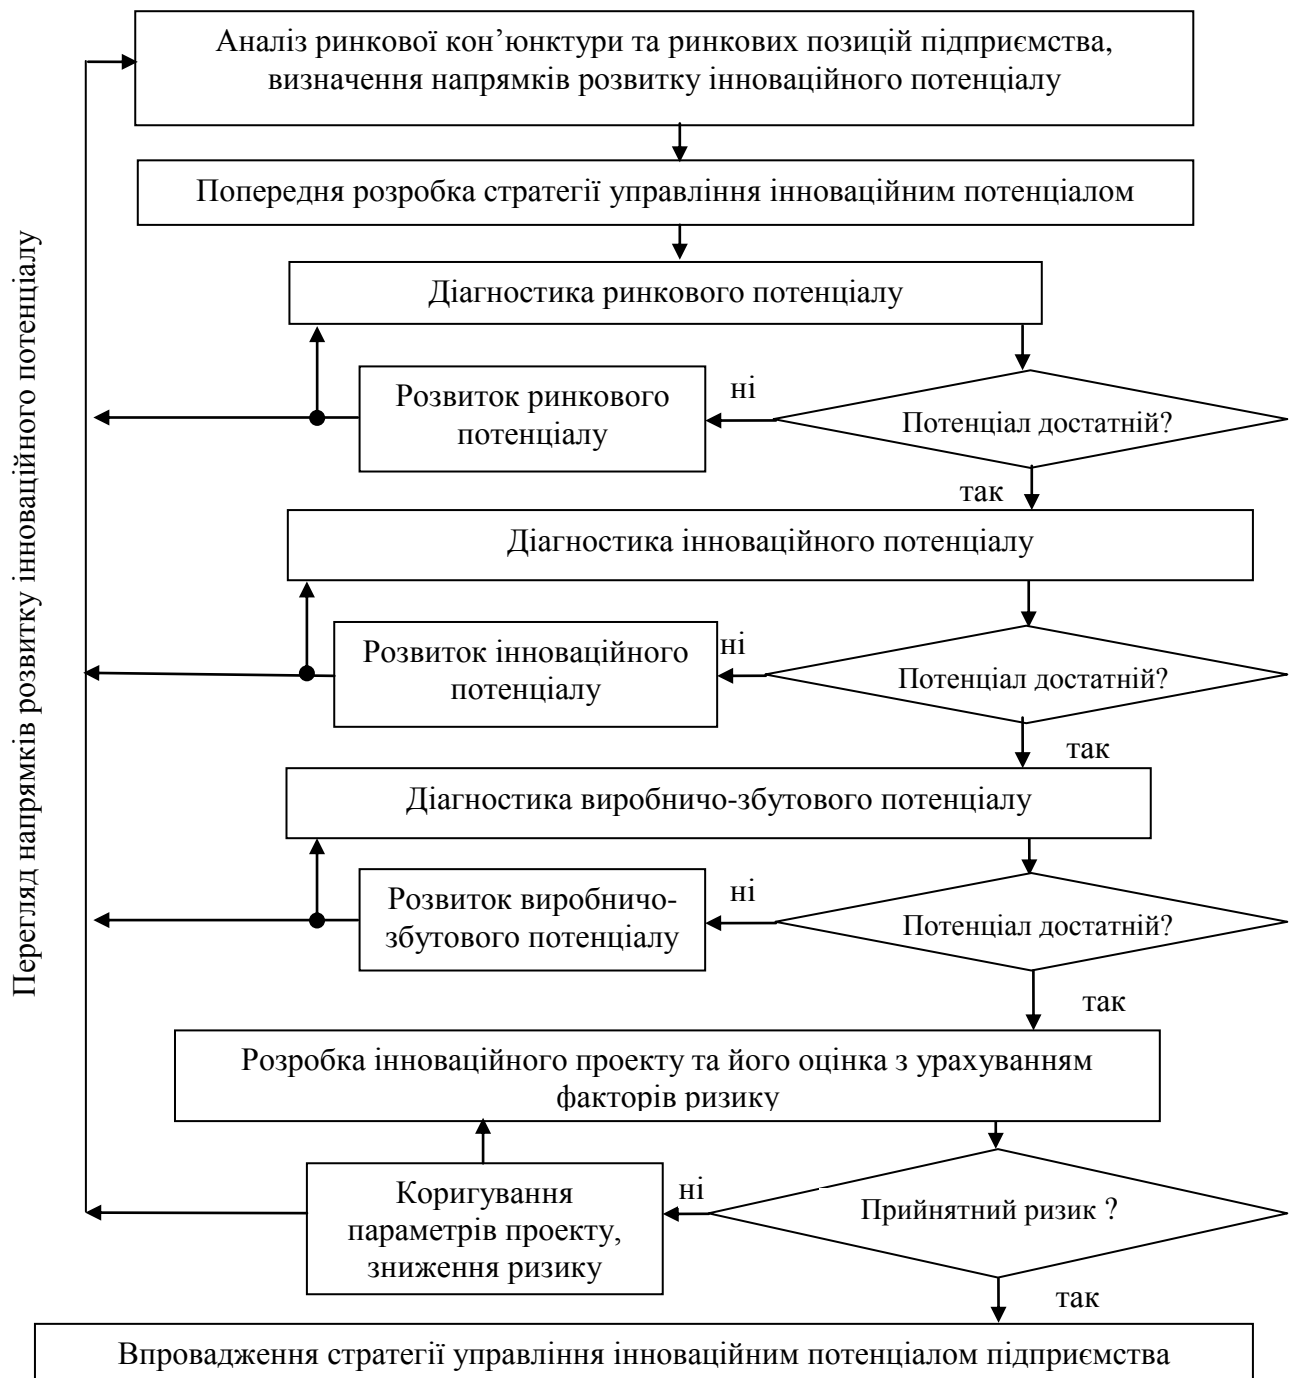 Аналіз ринкової кон’юнктури та ринкових позицій підприємства,
визначення напрямків розвитку інноваційного потенціалу
Попередня розробка стратегії управління інноваційним потенціалом
Перегляд напрямків розвитку інноваційного потенціалу
Діагностика ринкового потенціалу
Розвиток ринкового
потенціалу
ні
Потенціал достатній?
так
Діагностика інноваційного потенціалу
Розвиток інноваційного
потенціалу
ні
Потенціал достатній?
так
Діагностика виробничо-збутового потенціалу
Розвиток виробничо-
збутового потенціалу
ні
Потенціал достатній?
так
Розробка інноваційного проекту та його оцінка з урахуванням
факторів ризику
Коригування
параметрів проекту,
зниження ризику
ні
Прийнятний ризик ?
так
Впровадження стратегії управління інноваційним потенціалом підприємства